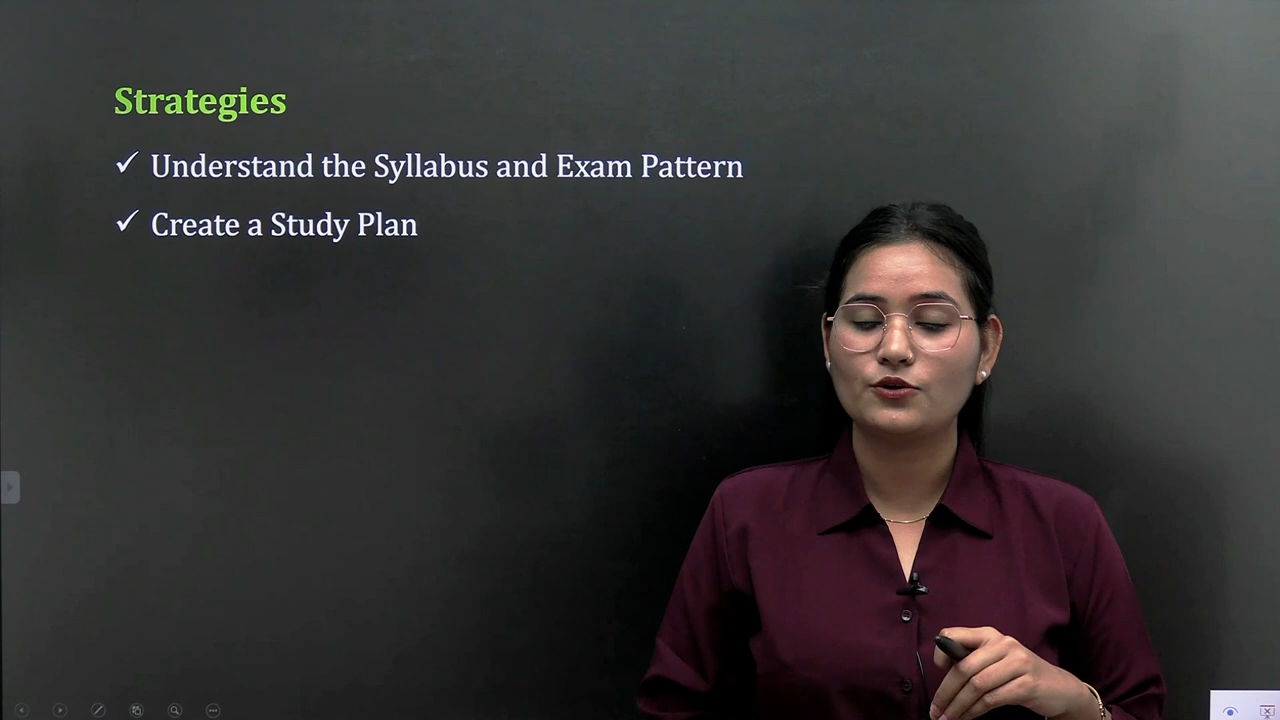 Strategies
✓ Understand the Syllabus and Exam Pattern
✓ Create a Study Plan